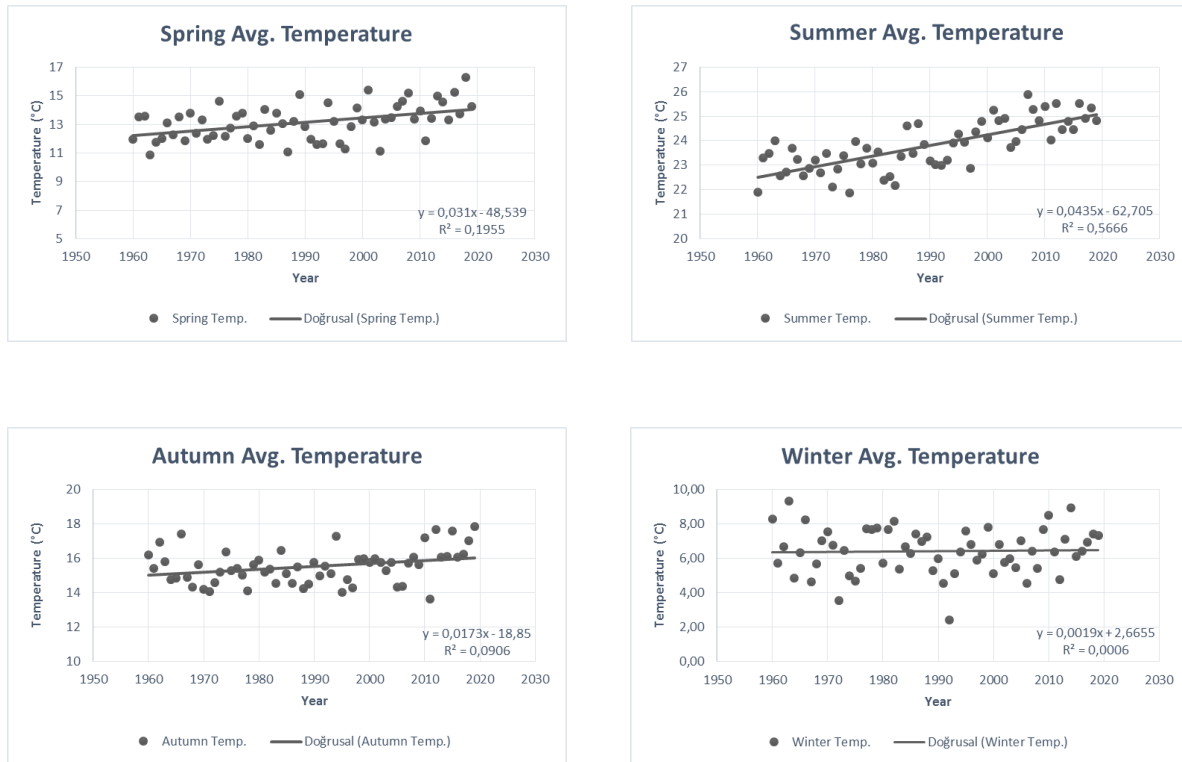 Spring Avg. Temperature
Temperature (°C)
17
15
13
11
9
7
5
1950 1960 1970 1980 1990 2000 2010 2020 2030
y = 0,031x - 48,539
R² = 0,1955
Year
Spring Temp. Doğrusal (Spring Temp.)
Summer Avg. Temperature
Temperature (°C)
27
26
25
24
23
22
21
20
1950 1960 1970 1980 1990 2000 2010 2020 2030
y = 0,0435x - 62,705
R² = 0,5666
Year
Summer Temp. Doğrusal (Summer Temp.)
Autumn Avg. Temperature
Temperature (°C)
20
18
16
14
12
10
1950 1960 1970 1980 1990 2000 2010 2020 2030
y = 0,0173x - 18,85
R² = 0,0906
Year
Autumn Temp. Doğrusal (Autumn Temp.)
Winter Avg. Temperature
Temperature (°C)
10,00
8,00
6,00
4,00
2,00
0,00
1950 1960 1970 1980 1990 2000 2010 2020 2030
y = 0,0019x + 2,6655
R² = 0,0006
Year
Winter Temp. Doğrusal (Winter Temp.)